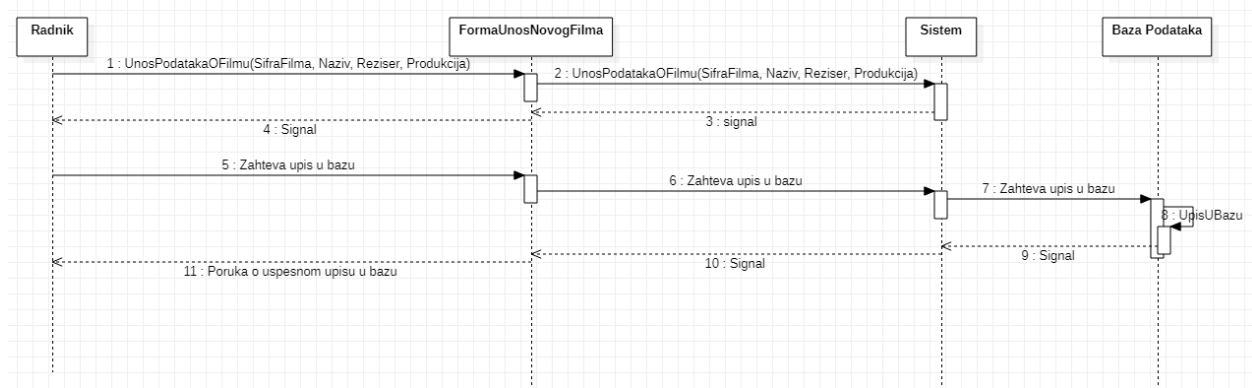 Radnik
FormaUnosNovogFilma
Sistem
Baza Podataka
1 : UnosPodatakaOFilmu(SifraFilma, Naziv, Reziser, Produkcija)
2 : UnosPodatakaOFilmu(SifraFilma, Naziv, Reziser, Produkcija)
3 : signal
4 : Signal
5 : Zahteva upis u bazu
6 : Zahteva upis u bazu
7 : Zahteva upis u bazu
8 : UpisUBazu
9 : Signal
10 : Signal
11 : Poruka o uspesnom upisu u bazu